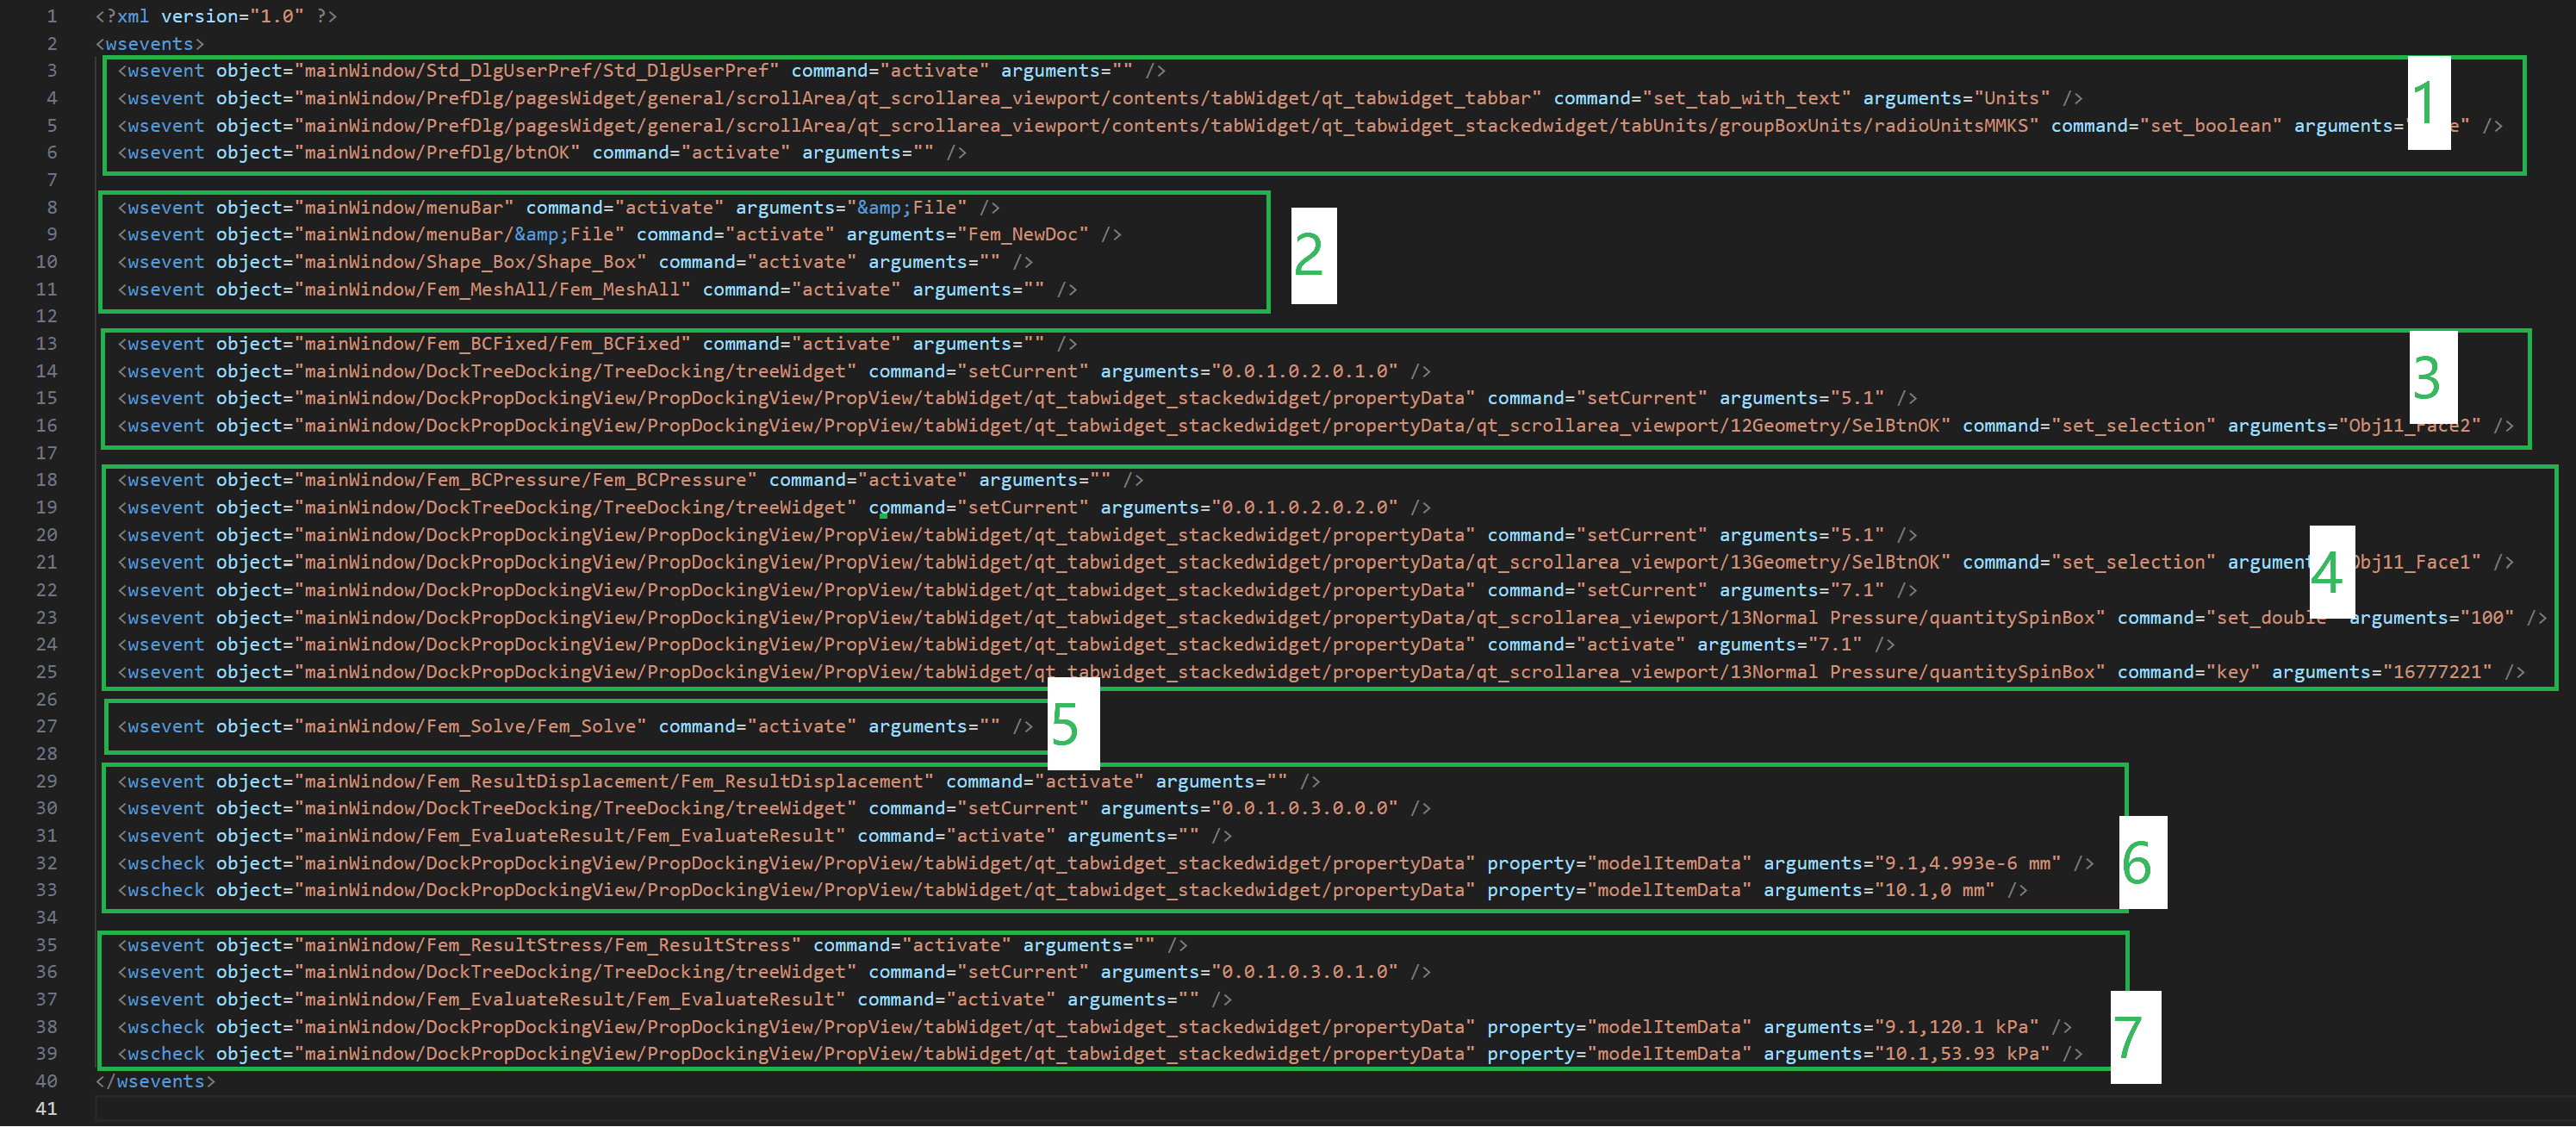 1 <?xml version="1.0" ?>
2 <wsevents>
3 <wsevent object="mainWindow/Std_DlgUserPref/Std_DlgUserPref" command="activate" arguments="" />
4 <wsevent object="mainWindow/PrefDlg/pagesWidget/general/scrollArea/qt_scrollarea_viewport/contents/tabWidget/qt_tabwidget_tabbar" command="set_tab_with_text" arguments="Units" />
1
5 <wsevent object="mainWindow/PrefDlg/pagesWidget/general/scrollArea/qt_scrollarea_viewport/contents/tabWidget/qt_tabwidget_stackedwidget/tabUnits/groupBoxUnits/radioUnitsMMKS" command="set_boolean" arguments=" e" />
6 <wsevent object="mainWindow/PrefDlg/btnOK" command="activate" arguments="" />
7
8 <wsevent object="mainWindow/menuBar" command="activate" arguments="&amp;File" />
9 <wsevent object="mainWindow/menuBar/&amp;File" command="activate" arguments="Fem_NewDoc" />
2
10 <wsevent object="mainWindow/Shape_Box/Shape_Box" command="activate" arguments="" />
11 <wsevent object="mainWindow/Fem_MeshAll/Fem_MeshAll" command="activate" arguments="" />
12
13 <wsevent object="mainWindow/Fem_BCFixed/Fem_BCFixed" command="activate" arguments="" />
14 <wsevent object="mainWindow/DockTreeDocking/TreeDocking/treeWidget" command="setCurrent" arguments="0.0.1.0.2.0.1.0" />
3
15 <wsevent object="mainWindow/DockPropDockingView/PropDockingView/PropView/tabWidget/qt_tabwidget_stackedwidget/propertyData" command="setCurrent" arguments="5.1" />
16 <wsevent object="mainWindow/DockPropDockingView/PropDockingView/PropView/tabWidget/qt_tabwidget_stackedwidget/propertyData/qt_scrollarea_viewport/12Geometry/SelBtnOK" command="set_selection" arguments="Obj11_Face2" />
17
18 <wsevent object="mainWindow/Fem_BCPressure/Fem_BCPressure" command="activate" arguments="" />
19 <wsevent object="mainWindow/DockTreeDocking/TreeDocking/treeWidget" command="setCurrent" arguments="0.0.1.0.2.0.2.0" />
20 <wsevent object="mainWindow/DockPropDockingView/PropDockingView/PropView/tabWidget/qt_tabwidget_stackedwidget/propertyData" command="setCurrent" arguments="5.1" />
21 <wsevent object="mainWindow/DockPropDockingView/PropDockingView/PropView/tabWidget/qt_tabwidget_stackedwidget/propertyData/qt_scrollarea_viewport/13Geometry/SelBtnOK" command="set_selection" argument bj11_Face1" />
4
22 <wsevent object="mainWindow/DockPropDockingView/PropDockingView/PropView/tabWidget/qt_tabwidget_stackedwidget/propertyData" command="setCurrent" arguments="7.1" />
23 <wsevent object="mainWindow/DockPropDockingView/PropDockingView/PropView/tabWidget/qt_tabwidget_stackedwidget/propertyData/qt_scrollarea_viewport/13Normal Pressure/quantitySpinBox" command="set_double" arguments="100" />
24 <wsevent object="mainWindow/DockPropDockingView/PropDockingView/PropView/tabWidget/qt_tabwidget_stackedwidget/propertyData" command="activate" arguments="7.1" />
25 <wsevent object="mainWindow/DockPropDockingView/PropDockingView/PropView/tabWidget/qt_tabwidget_stackedwidget/propertyData/qt_scrollarea_viewport/13Normal Pressure/quantitySpinBox" command="key" arguments="16777221" />
26
27 <wsevent object="mainWindow/Fem_Solve/Fem_Solve" command="activate" arguments="" />
5
28
29 <wsevent object="mainWindow/Fem_ResultDisplacement/Fem_ResultDisplacement" command="activate" arguments="" />
30 <wsevent object="mainWindow/DockTreeDocking/TreeDocking/treeWidget" command="setCurrent" arguments="0.0.1.0.3.0.0.0" />
31 <wsevent object="mainWindow/Fem_EvaluateResult/Fem_EvaluateResult" command="activate" arguments="" />
32 <wscheck object="mainWindow/DockPropDockingView/PropDockingView/PropView/tabWidget/qt_tabwidget_stackedwidget/propertyData" property="modelItemData" arguments="9.1,4.993e-6 mm" />
6
33 <wscheck object="mainWindow/DockPropDockingView/PropDockingView/PropView/tabWidget/qt_tabwidget_stackedwidget/propertyData" property="modelItemData" arguments="10.1,0 mm" />
34
35 <wsevent object="mainWindow/Fem_ResultStress/Fem_ResultStress" command="activate" arguments="" />
36 <wsevent object="mainWindow/DockTreeDocking/TreeDocking/treeWidget" command="setCurrent" arguments="0.0.1.0.3.0.1.0" />
37 <wsevent object="mainWindow/Fem_EvaluateResult/Fem_EvaluateResult" command="activate" arguments="" />
38 <wscheck object="mainWindow/DockPropDockingView/PropDockingView/PropView/tabWidget/qt_tabwidget_stackedwidget/propertyData" property="modelItemData" arguments="9.1,120.1 kPa" />
7
39 <wscheck object="mainWindow/DockPropDockingView/PropDockingView/PropView/tabWidget/qt_tabwidget_stackedwidget/propertyData" property="modelItemData" arguments="10.1,53.93 kPa" />
40 </wsevents>
41